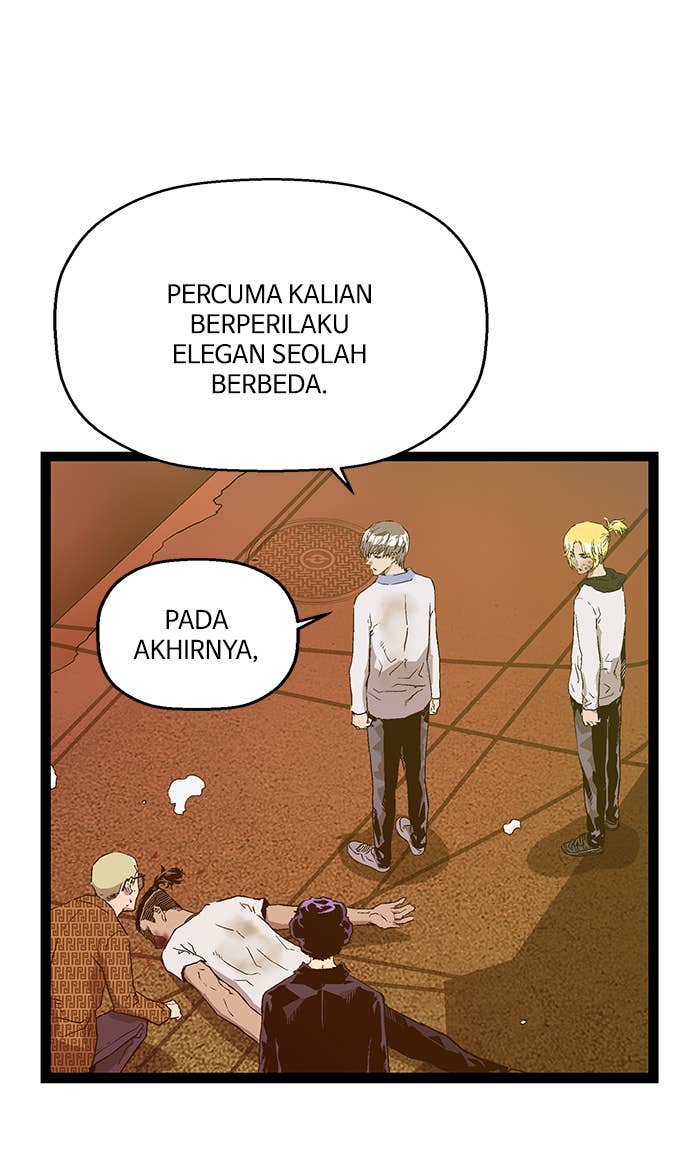 PERCUMA KALIAN
BERPERILAKU
ELEGAN SEOLAH
BERBEDA.
PADA
AKHIRNYA,